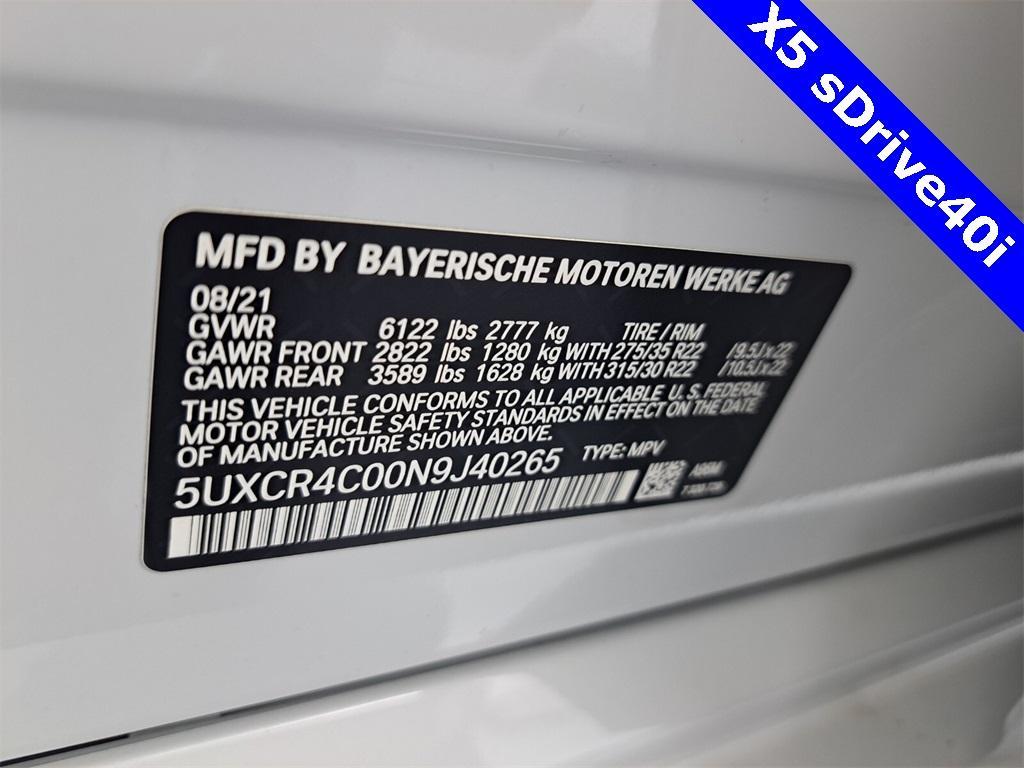 X5 sDrive40i
MFD BY BAYERISCHE MOTOREN WERKE AG
08/21
GVWR 6122 lbs 2777 kg TIRE / RIM
GAWR FRONT 2822 lbs 1280 kg WITH 275/35 R22 /9.5J x 22
GAWR REAR 3589 lbs 1628 kg WITH 315/30 R22 /10.5J x 22
THIS VEHICLE CONFORMS TO ALL APPLICABLE U.S. FEDERAL
MOTOR VEHICLE SAFETY STANDARDS IN EFFECT ON THE DATE
OF MANUFACTURE SHOWN ABOVE.
5UXCR4C00N9J40265 TYPE: MPV